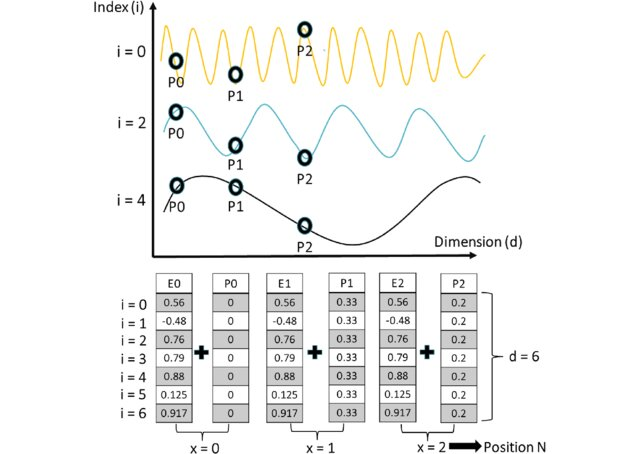 Index (i)
i = 0
P0
P1
P2
i = 2
P0
P1
P2
i = 4
P0
P1
P2
Dimension (d)
E0 P0 E1 P1 E2 P2
i = 0 0.56 0 0.56 0.33 0.56 0.2
i = 1 -0.48 0 -0.48 0.33 -0.48 0.2
i = 2 0.76 0 0.76 0.33 0.76 0.2
i = 3 0.79 + 0 0.79 + 0.33 0.79 + 0.2 d = 6
i = 4 0.88 0 0.88 0.33 0.88 0.2
i = 5 0.125 0 0.125 0.33 0.125 0.2
i = 6 0.917 0 0.917 0.33 0.917 0.2
x = 0 x = 1 x = 2 Position N